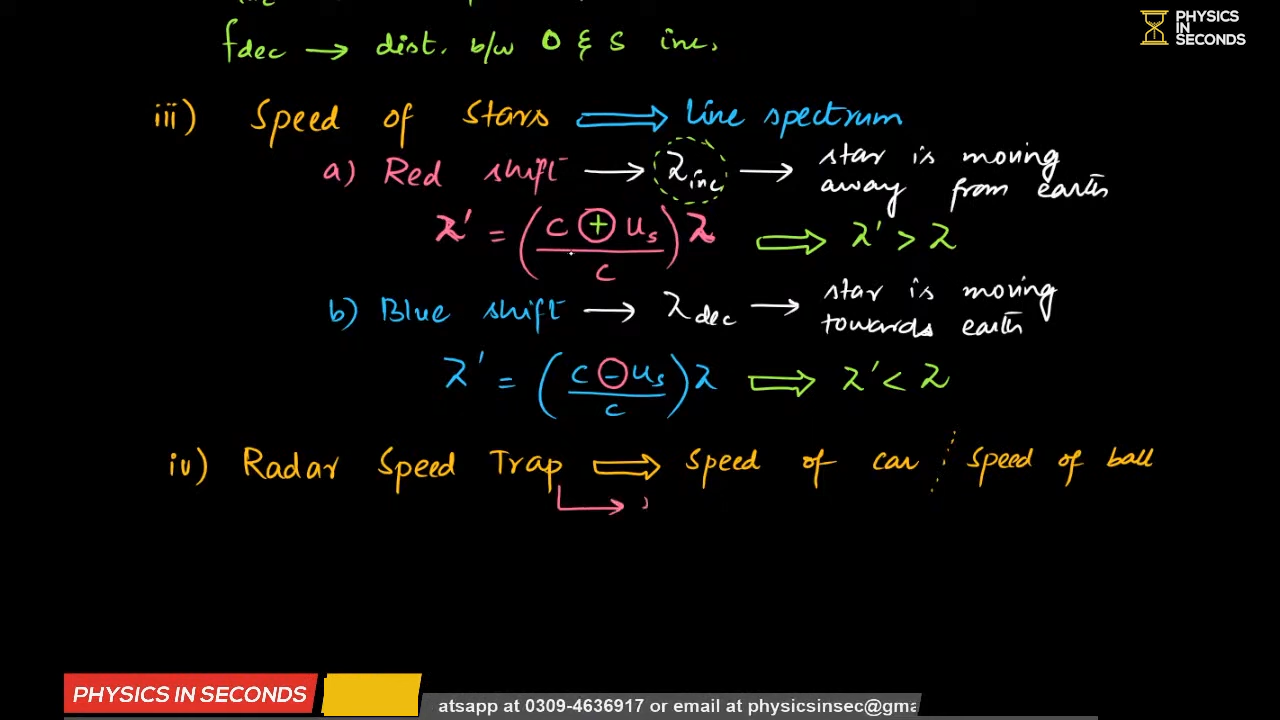 PHYSICS
IN
SECONDS
fdec → dist. b/w O & S inc.
iii) Speed of Stars ⟹ Line spectrum
a) Red shift → λinc → star is moving
away from earth
λ' = (c + us / c) λ ⟹ λ' > λ
b) Blue shift → λdec → star is moving
towards earth
λ' = (c - us / c) λ ⟹ λ' < λ
iv) Radar Speed Trap ⟹ Speed of car Speed of ball
PHYSICS IN SECONDS
atsapp at 0309-4636917 or email at physicsinsec@gma